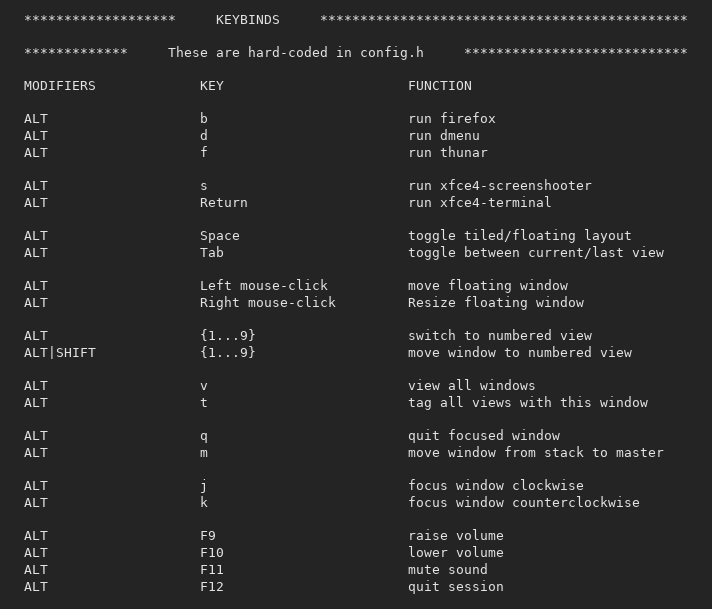 *******************     KEYBINDS     **********************************************
*************     These are hard-coded in config.h     ****************************
MODIFIERS             KEY                       FUNCTION
ALT                   b                         run firefox
ALT                   d                         run dmenu
ALT                   f                         run thunar
ALT                   s                         run xfce4-screenshooter
ALT                   Return                    run xfce4-terminal
ALT                   Space                     toggle tiled/floating layout
ALT                   Tab                       toggle between current/last view
ALT                   Left mouse-click          move floating window
ALT                   Right mouse-click         Resize floating window
ALT                   {1...9}                   switch to numbered view
ALT|SHIFT             {1...9}                   move window to numbered view
ALT                   v                         view all windows
ALT                   t                         tag all views with this window
ALT                   q                         quit focused window
ALT                   m                         move window from stack to master
ALT                   j                         focus window clockwise
ALT                   k                         focus window counterclockwise
ALT                   F9                        raise volume
ALT                   F10                       lower volume
ALT                   F11                       mute sound
ALT                   F12                       quit session